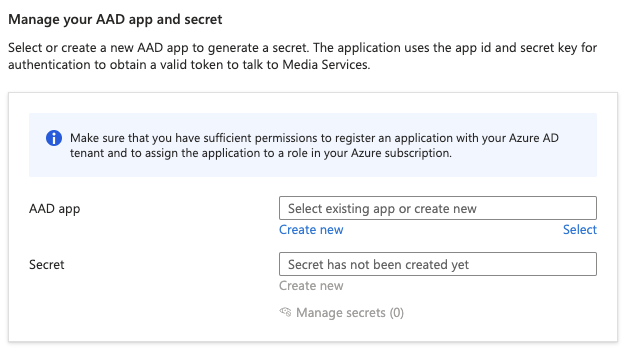 Manage your AAD app and secret
Select or create a new AAD app to generate a secret. The application uses the app id and secret key for
authentication to obtain a valid token to talk to Media Services.
Make sure that you have sufficient permissions to register an application with your Azure AD
tenant and to assign the application to a role in your Azure subscription.
AAD app
Select existing app or create new
Create new
Select
Secret
Secret has not been created yet
Create new
Manage secrets (0)